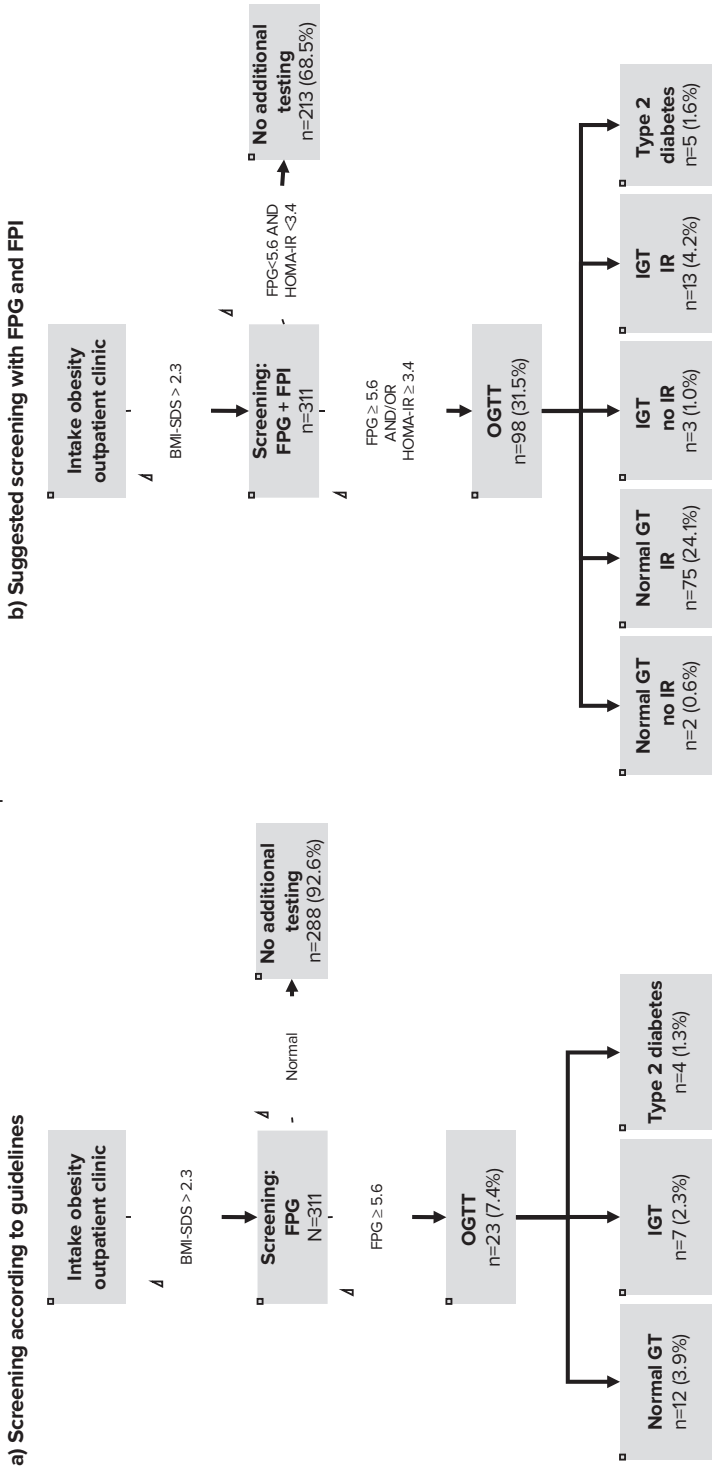 a) Screening according to guidelines
Intake obesity
outpatient clinic
BMI-SDS > 2.3
Screening:
FPG
N=311
Normal
No additional
testing
n=288 (92.6%)
FPG ≥ 5.6
OGTT
n=23 (7.4%)
Normal GT
n=12 (3.9%)
IGT
n=7 (2.3%)
Type 2 diabetes
n=4 (1.3%)
b) Suggested screening with FPG and FPI
Intake obesity
outpatient clinic
BMI-SDS > 2.3
Screening:
FPG + FPI
n=311
FPG<5.6 AND
HOMA-IR <3.4
No additional
testing
n=213 (68.5%)
FPG ≥ 5.6
AND/OR
HOMA-IR ≥ 3.4
OGTT
n=98 (31.5%)
Normal GT
no IR
n=2 (0.6%)
Normal GT
IR
n=75 (24.1%)
IGT
no IR
n=3 (1.0%)
IGT
IR
n=13 (4.2%)
Type 2
diabetes
n=5 (1.6%)